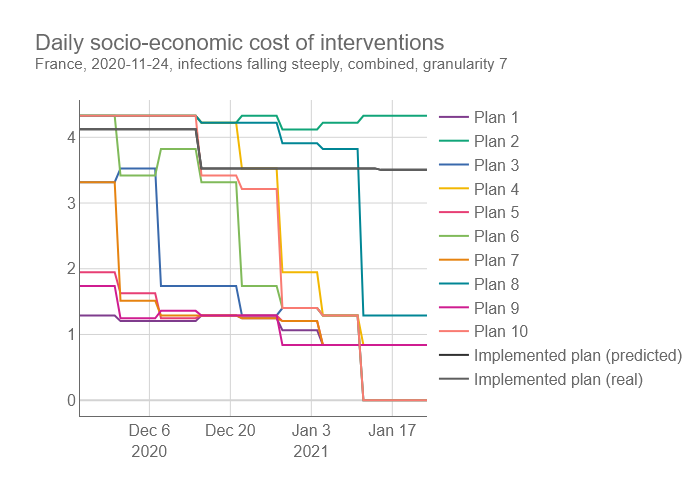 Daily socio-economic cost of interventions
France, 2020-11-24, infections falling steeply, combined, granularity 7
4
3
2
1
0
Dec 6
2020
Dec 20
Jan 3
2021
Jan 17
Plan 1
Plan 2
Plan 3
Plan 4
Plan 5
Plan 6
Plan 7
Plan 8
Plan 9
Plan 10
Implemented plan (predicted)
Implemented plan (real)